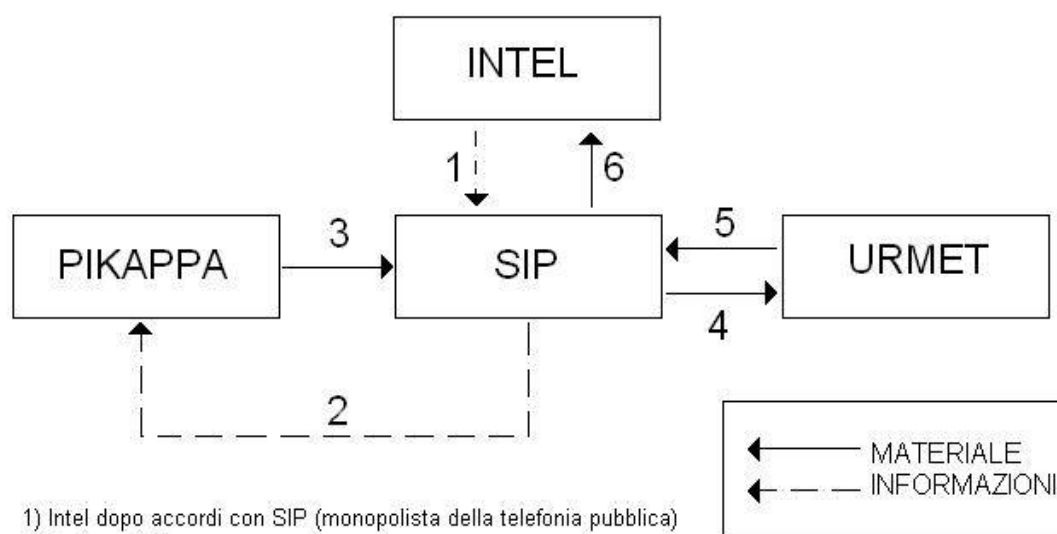 INTEL
1
6
PIKAPPA
3
SIP
5
4
URMET
2
MATERIALE
INFORMAZIONI
1) Intel dopo accordi con SIP (monopolista della telefonia pubblica)